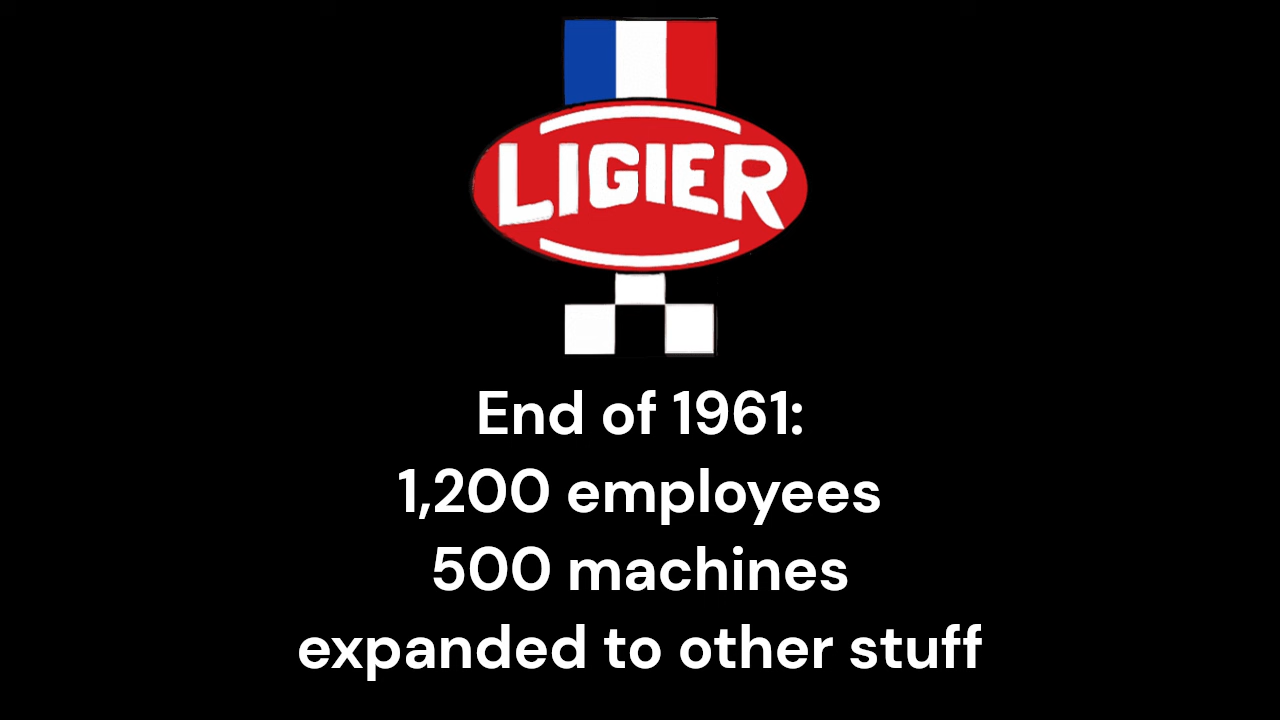 LIGIER
End of 1961:
1,200 employees
500 machines
expanded to other stuff